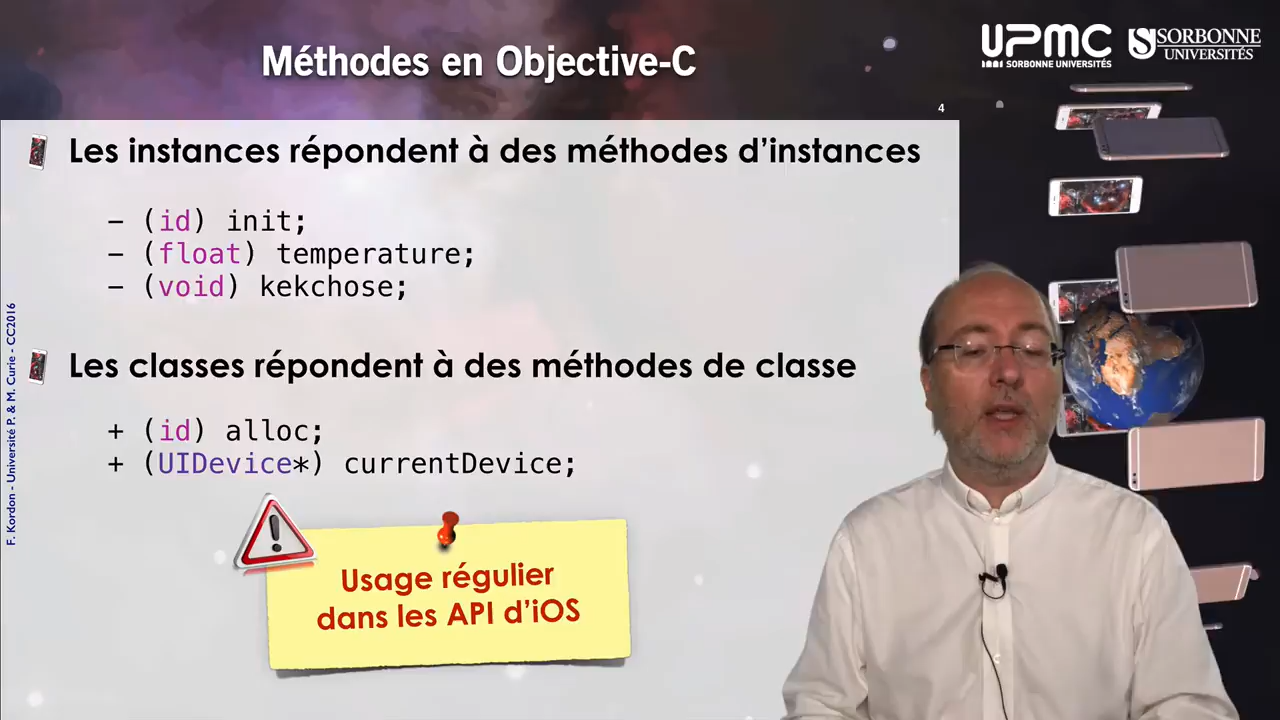 Méthodes en Objective-C
UPMC
SORBONNE UNIVERSITÉS
SORBONNE
UNIVERSITÉS
4
Les instances répondent à des méthodes d’instances
– (id) init;
– (float) temperature;
– (void) kekchose;
Les classes répondent à des méthodes de classe
+ (id) alloc;
+ (UIDevice*) currentDevice;
Usage régulier
dans les API d’iOS
F. Kordon - Université P. & M. Curie - CC2016